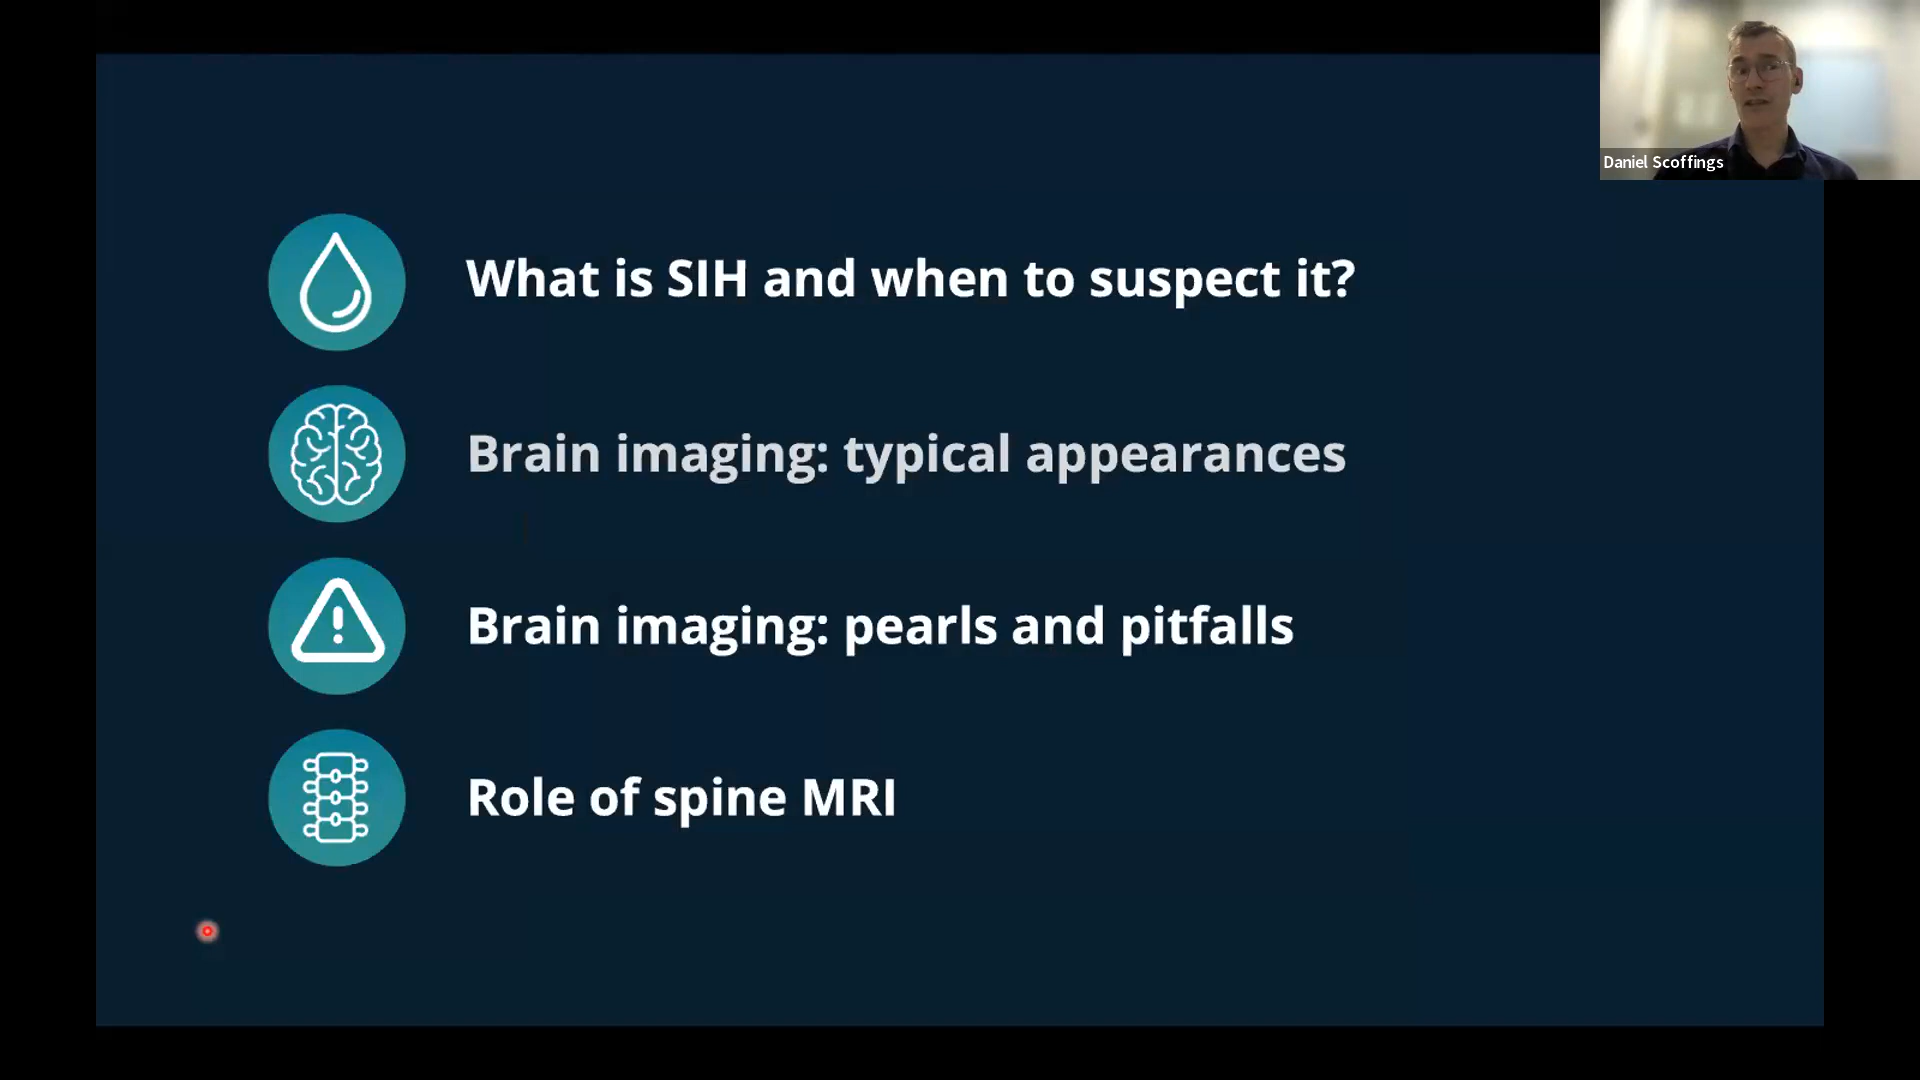 Daniel Scoffings
What is SIH and when to suspect it?
Brain imaging: typical appearances
Brain imaging: pearls and pitfalls
Role of spine MRI